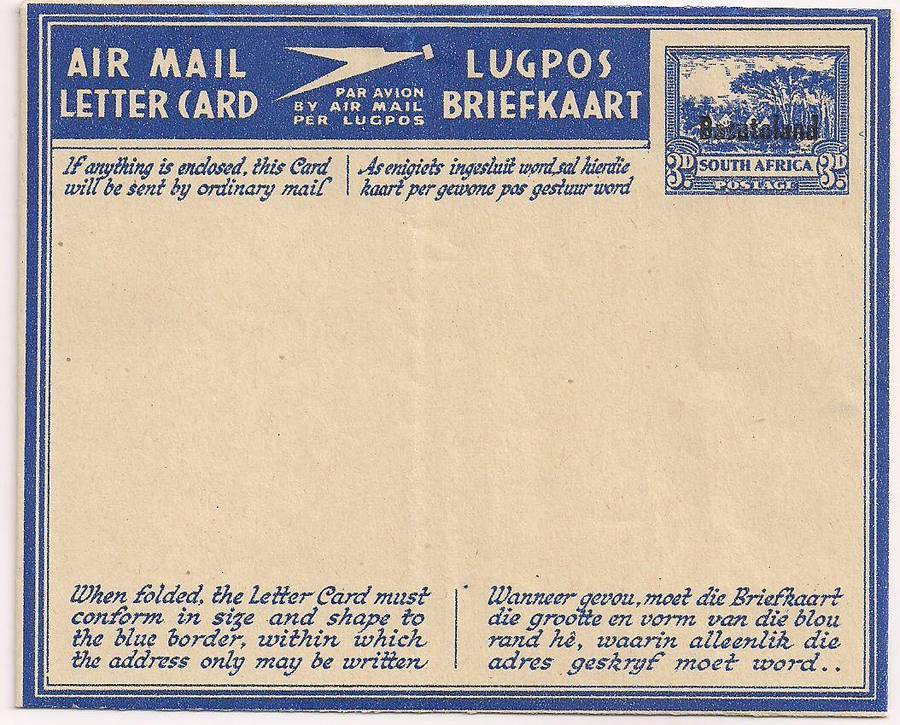 AIR MAIL
LETTER CARD
PAR AVION
BY AIR MAIL
PER LUGPOS
LUGPOS
BRIEFKAART
Basutoland
3D SOUTH AFRICA 3D
POSTAGE
If anything is enclosed, this Card
will be sent by ordinary mail
As enigiets ingesluit word, sal hierdie
kaart per gewone pos gestuur word
When folded, the Letter Card must
conform in size and shape to
the blue border, within which
the address only may be written
Wanneer gevou, moet die Briefkaart
die grootte en vorm van die blou
rand hê, waarin alleenlik die
adres geskryf moet word..